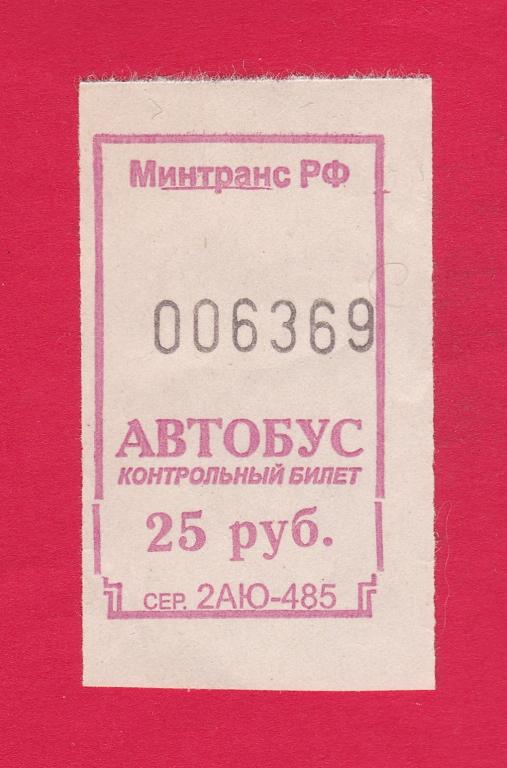 Минтранс РФ
006369
АВТОБУС
КОНТРОЛЬНЫЙ БИЛЕТ
25 руб.
СЕР. 2АЮ-485